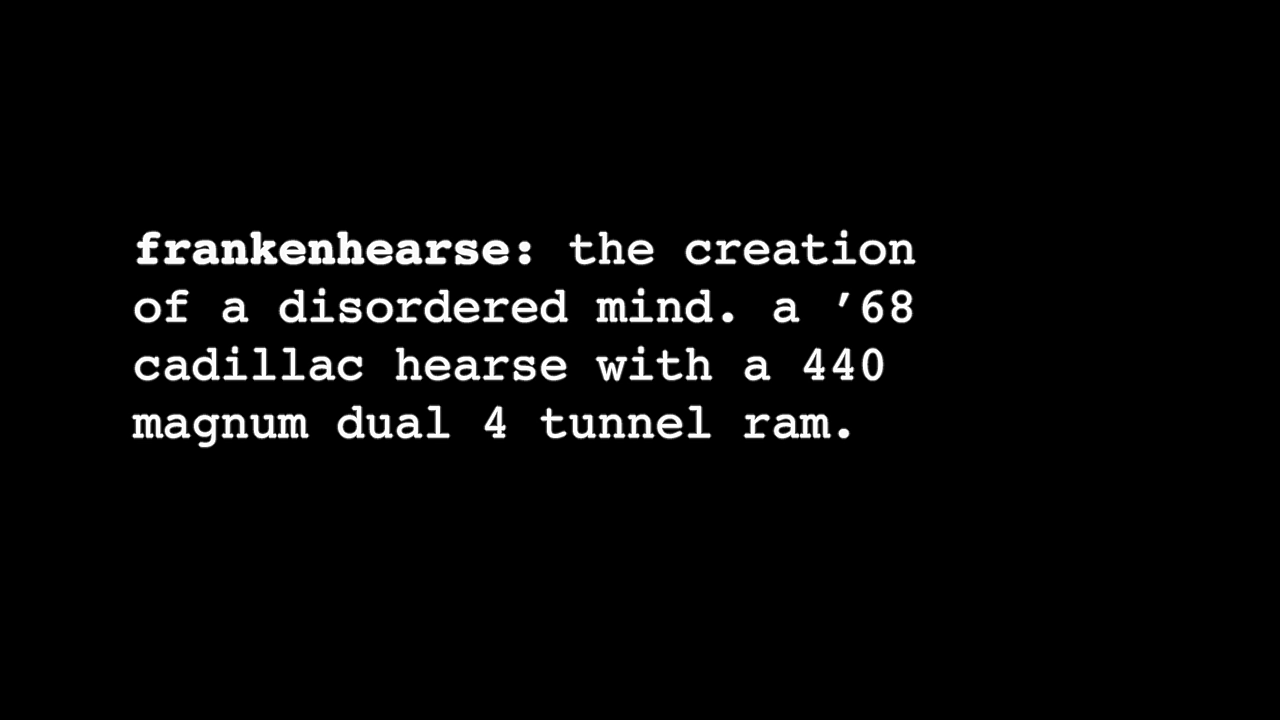 frankenhearse: the creation
of a disordered mind. a ’68
cadillac hearse with a 440
magnum dual 4 tunnel ram.